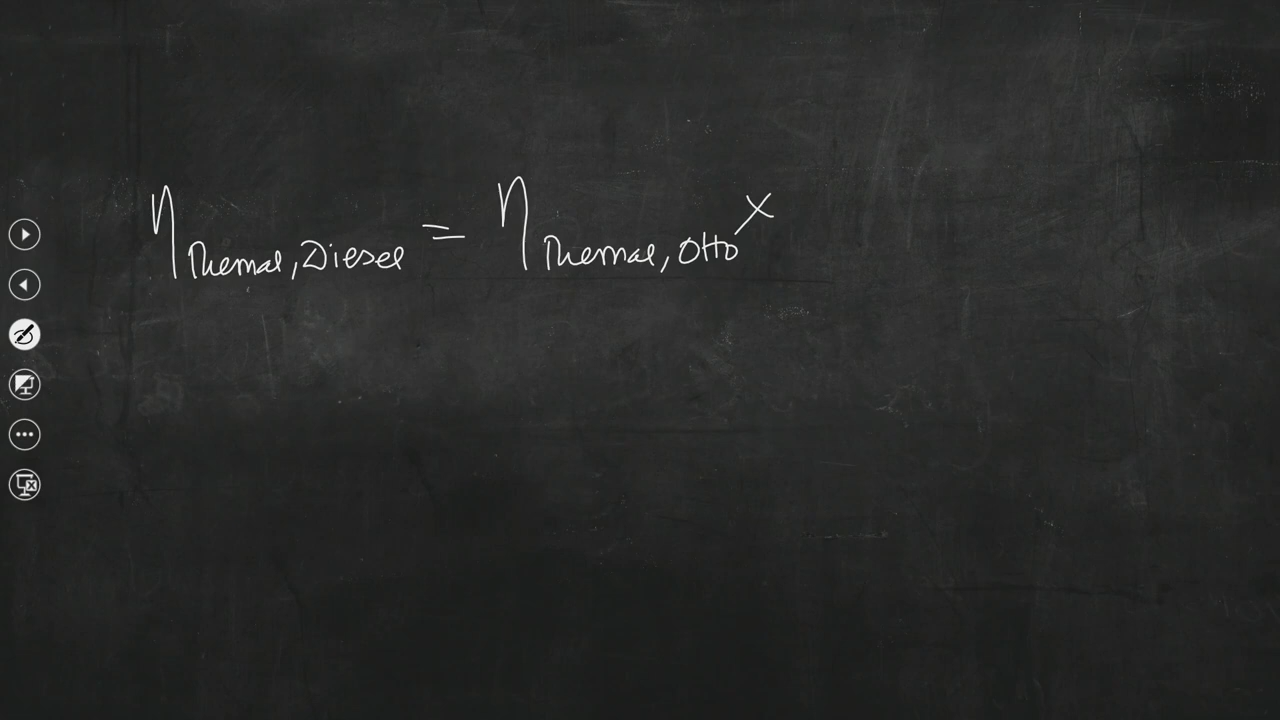 η Thermal, Diesel = η Thermal, Otto x